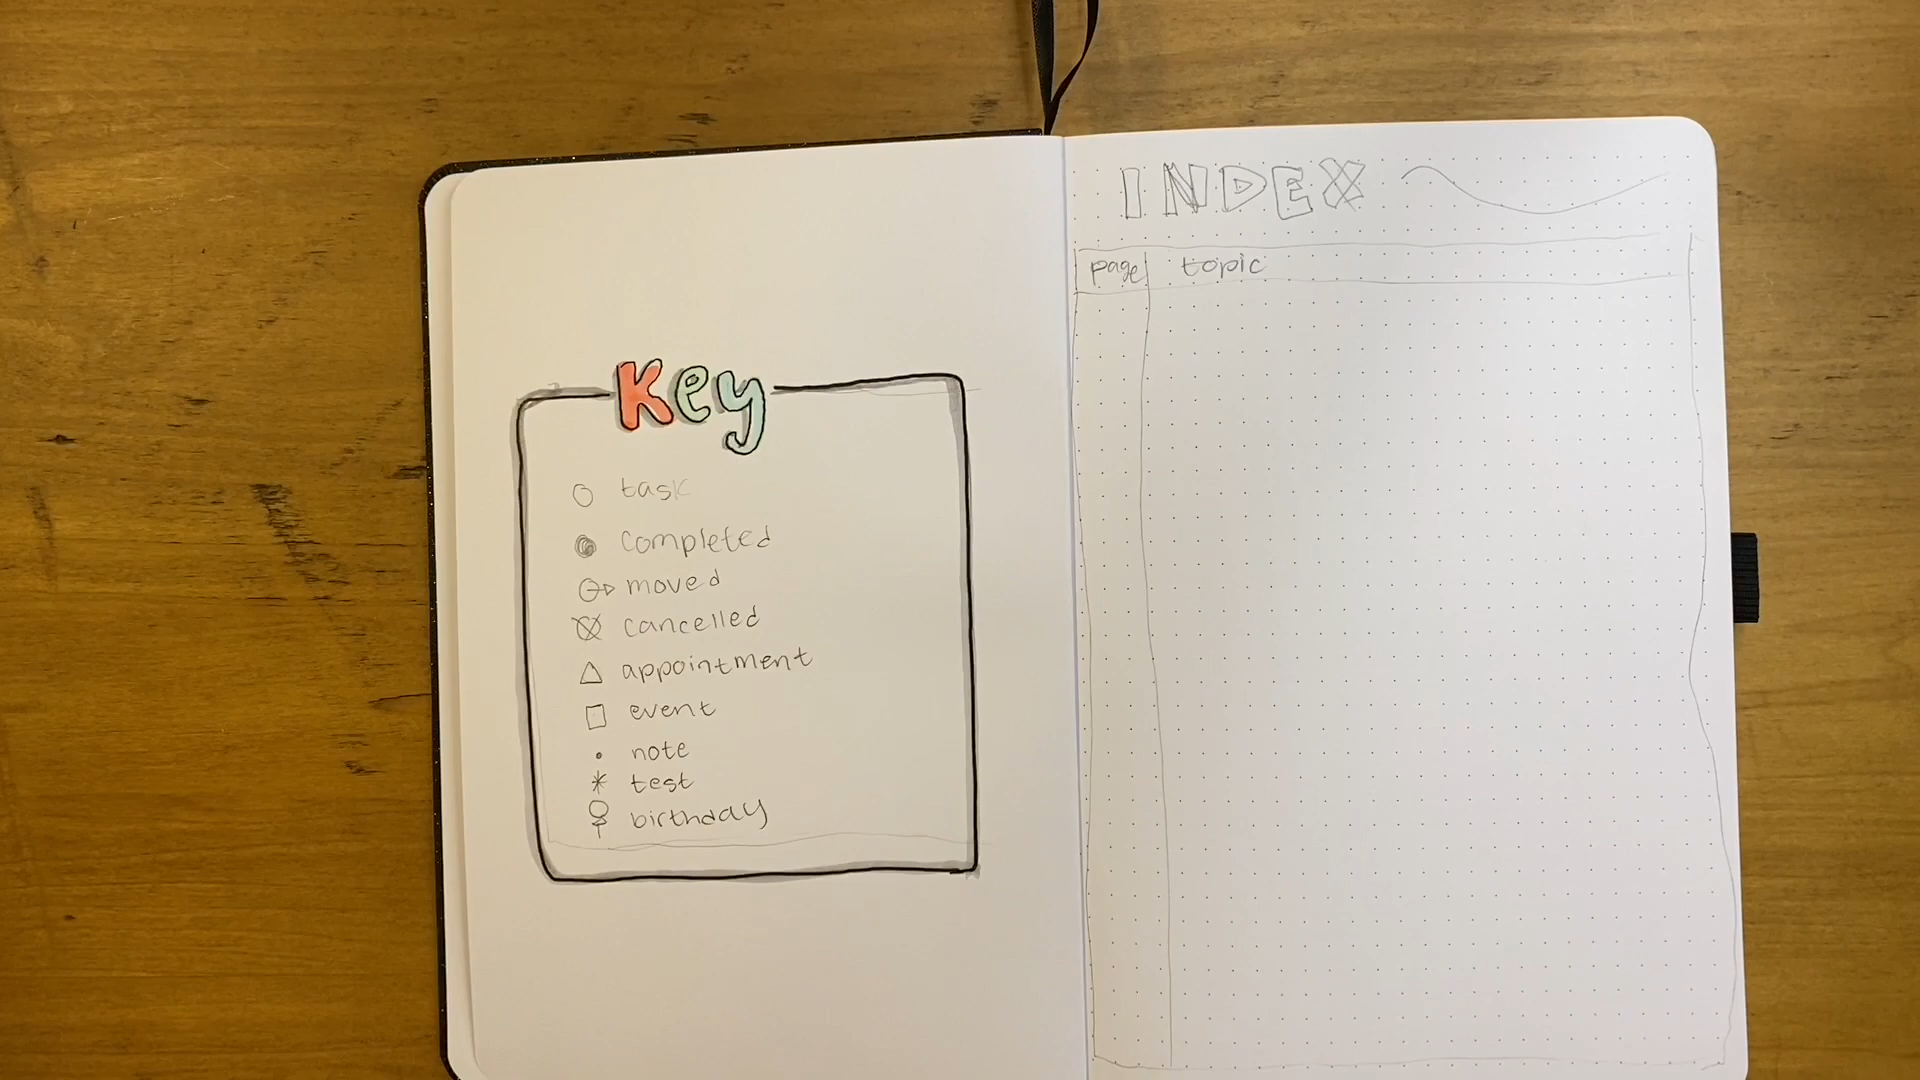 Key
task
completed
moved
cancelled
appointment
event
note
test
birthday
INDEX
page topic